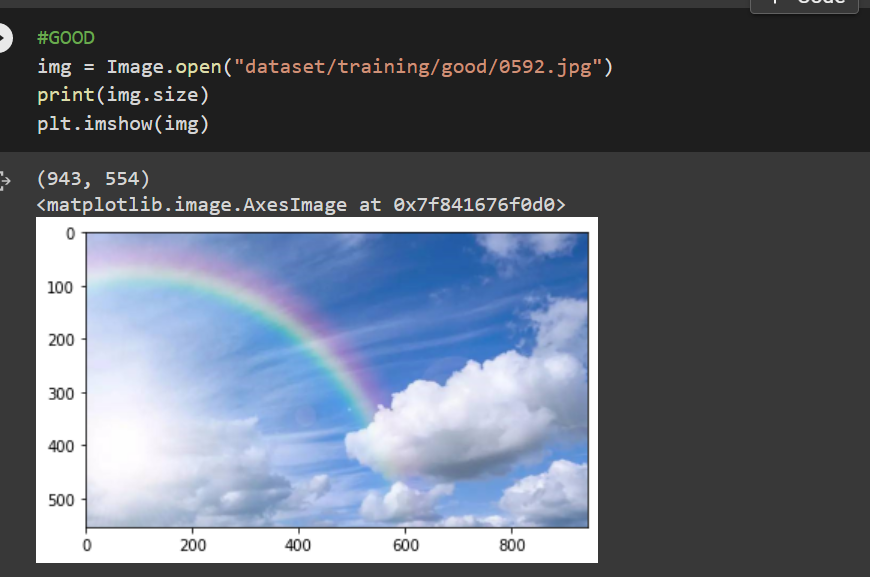 #GOOD
img = Image.open("dataset/training/good/0592.jpg")
print(img.size)
plt.imshow(img)
(943, 554)
<matplotlib.image.AxesImage at 0x7f841676f0d0>
0
100
200
300
400
500
0 200 400 600 800